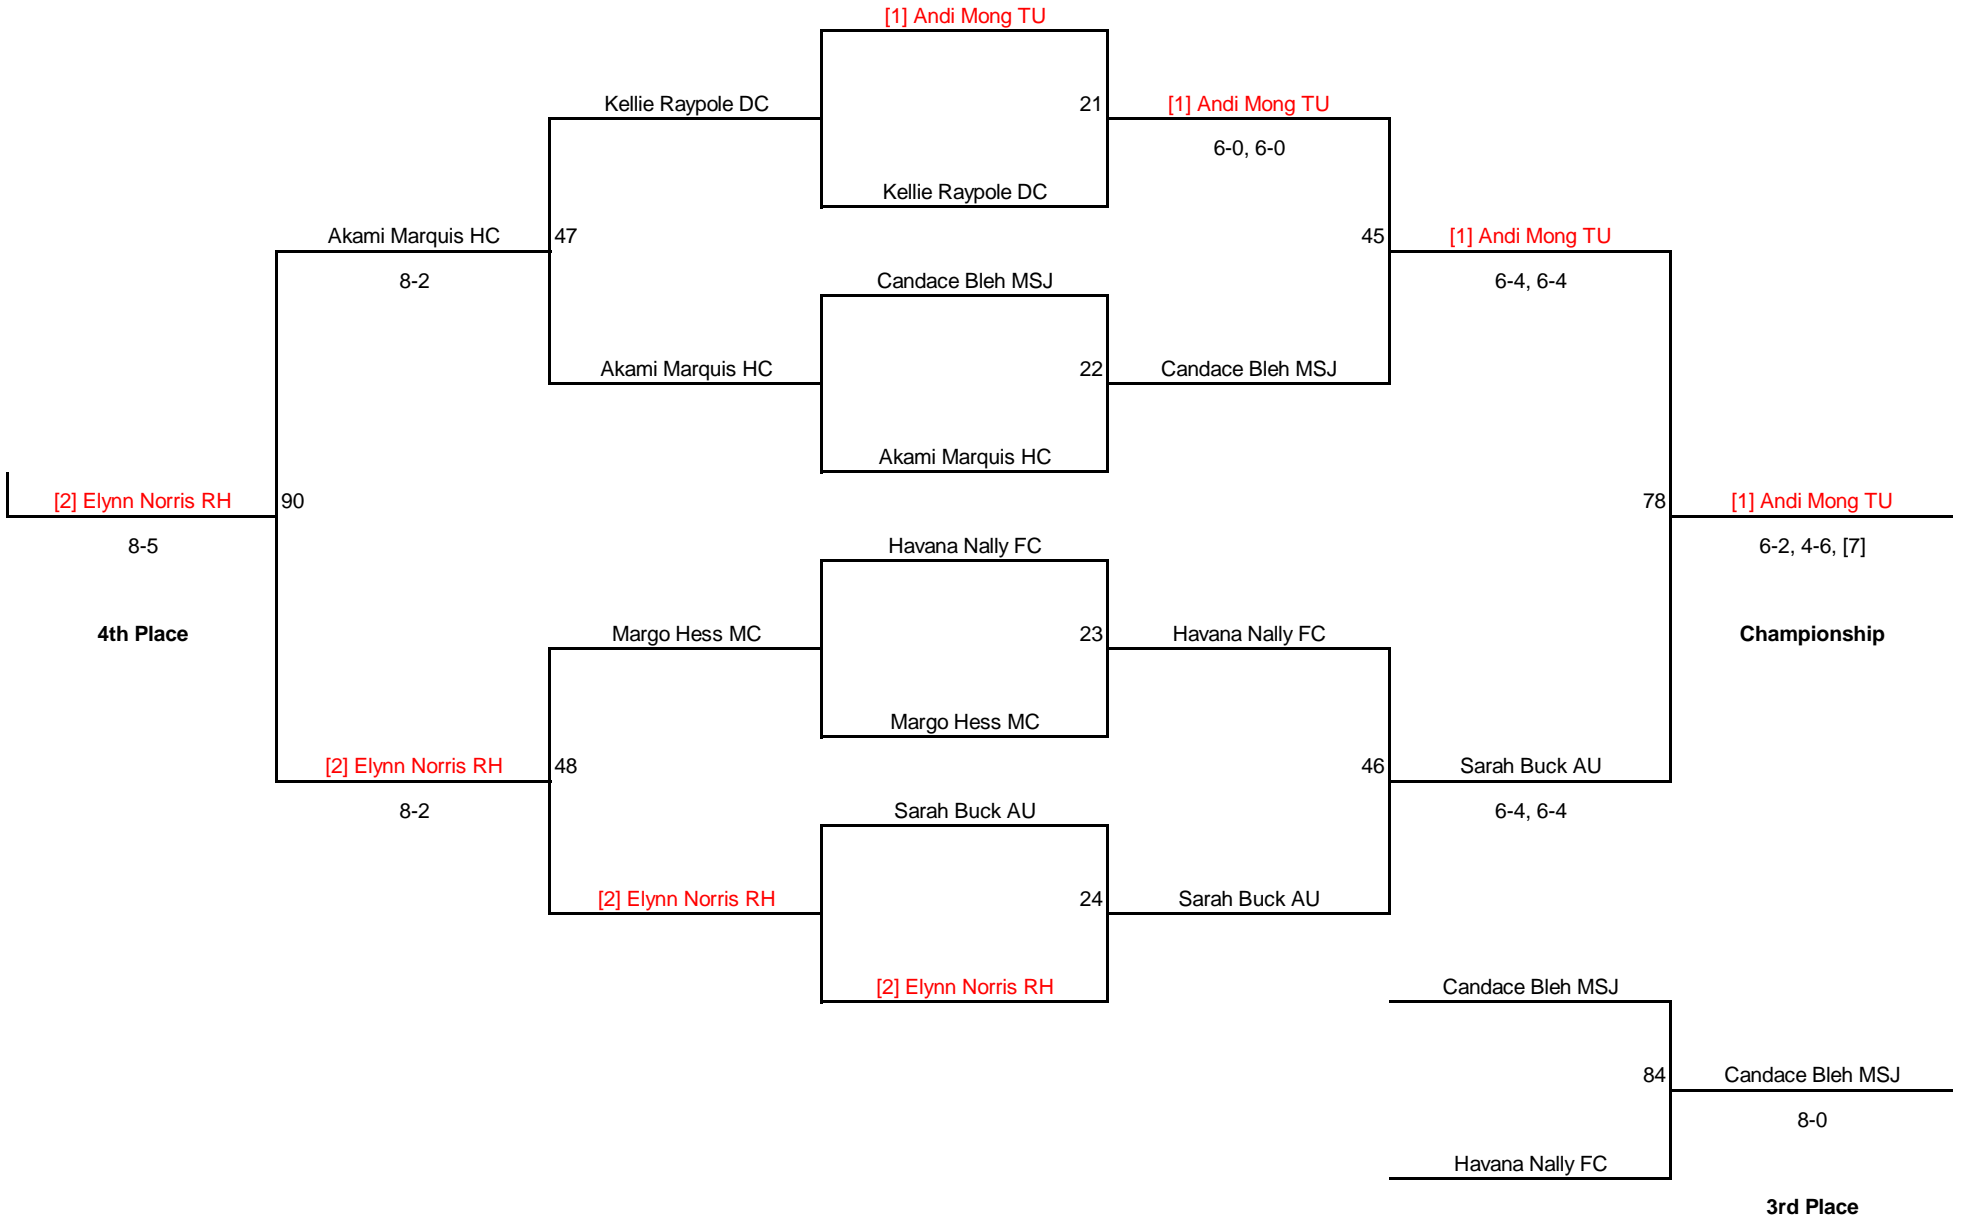 [1] Andi Mong TU
Kellie Raypole DC
21
[1] Andi Mong TU
6-0, 6-0
Kellie Raypole DC
Akami Marquis HC
47
45
[1] Andi Mong TU
8-2
Candace Bleh MSJ
6-4, 6-4
Akami Marquis HC
22
Candace Bleh MSJ
Akami Marquis HC
[2] Elynn Norris RH
90
78
[1] Andi Mong TU
8-5
Havana Nally FC
6-2, 4-6, [7]
4th Place
Margo Hess MC
23
Havana Nally FC
Championship
Margo Hess MC
[2] Elynn Norris RH
48
46
Sarah Buck AU
8-2
Sarah Buck AU
6-4, 6-4
[2] Elynn Norris RH
24
Sarah Buck AU
[2] Elynn Norris RH
Candace Bleh MSJ
84
Candace Bleh MSJ
8-0
Havana Nally FC
3rd Place